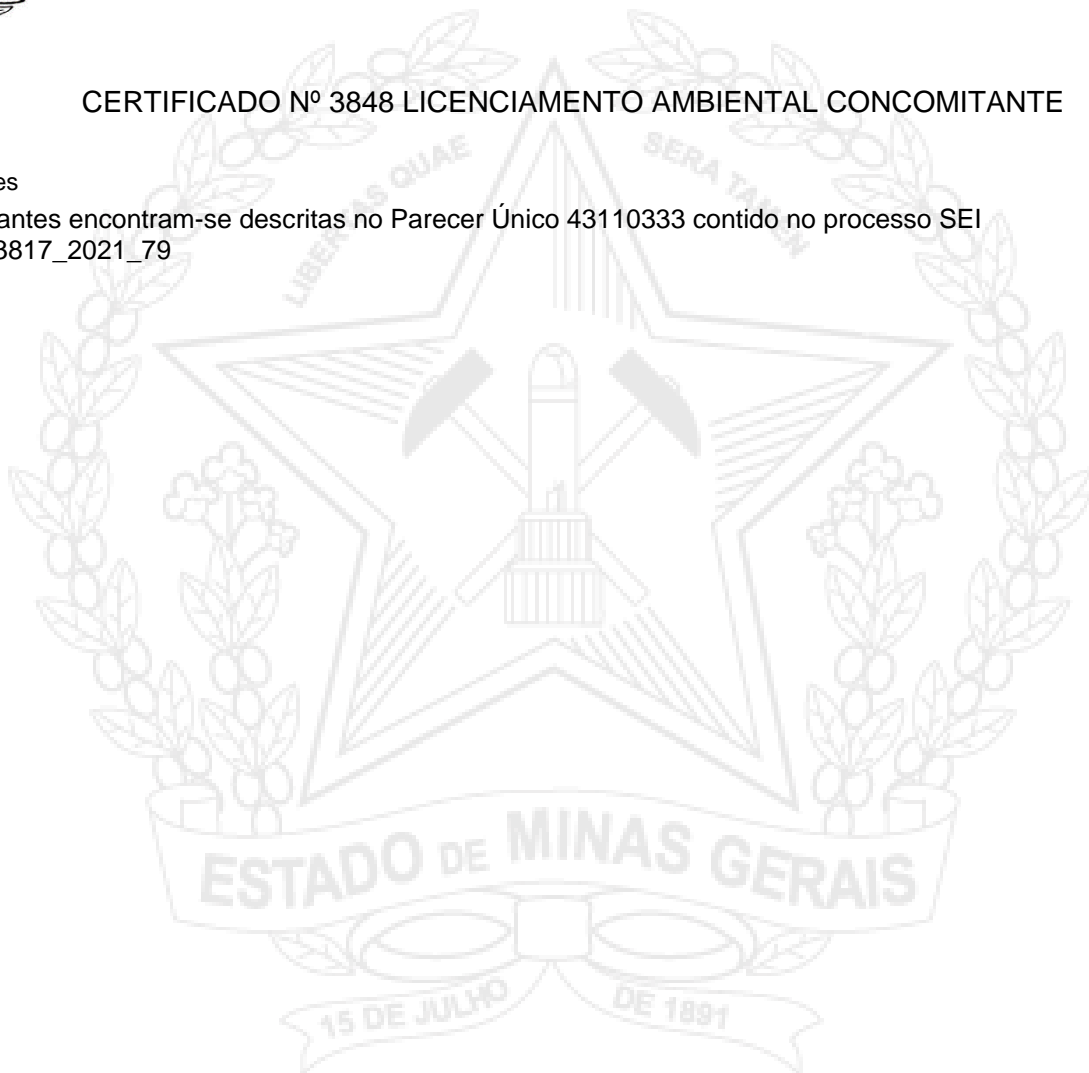 CERTIFICADO Nº 3848 LICENCIAMENTO AMBIENTAL CONCOMITANTE
es
antes encontram-se descritas no Parecer Único 43110333 contido no processo SEI
3817_2021_79
LIBERTAS QUAE SERA TAMEN
ESTADO DE MINAS GERAIS
15 DE JULHO DE 1891